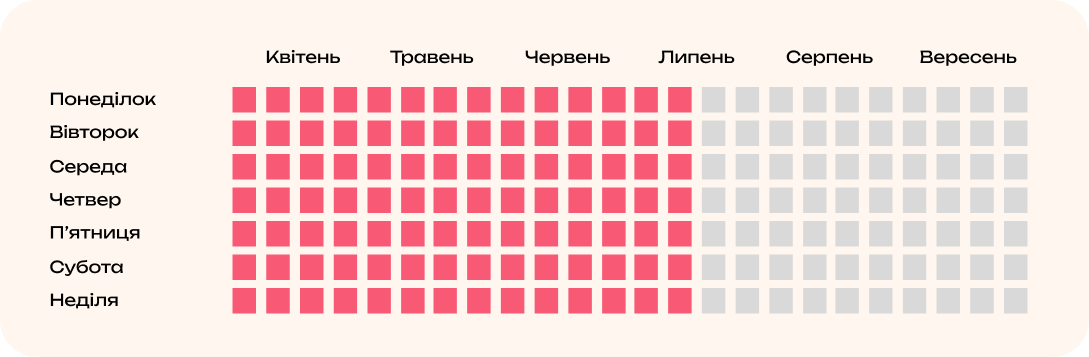 Квітень Травень Червень Липень Серпень Вересень
Понеділок
Вівторок
Середа
Четвер
П’ятниця
Субота
Неділя